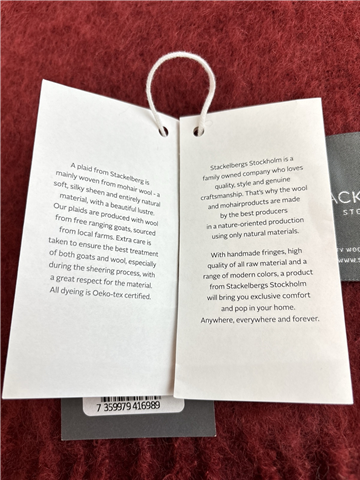 A plaid from Stackelberg is
mainly woven from mohair wool - a
soft, silky sheen and entirely natural
material, with a beautiful lustre.
Our plaids are produced with wool
from free ranging goats, sourced
from local farms. Extra care is
taken to ensure the best treatment
of both goats and wool, especially
during the sheering process, with
a great respect for the material.
All dyeing is Oeko-tex certified.
Stackelbergs Stockholm is a
family owned company who loves
quality, style and genuine
craftsmanship. That's why the wool
and mohairproducts are made
by the best producers
in a nature-oriented production
using only natural materials.
With handmade fringes, high
quality of all raw material and a
range of modern colors, a product
from Stackelbergs Stockholm
will bring you exclusive comfort
and pop in your home.
Anywhere, everywhere and forever.
7 359979 416989